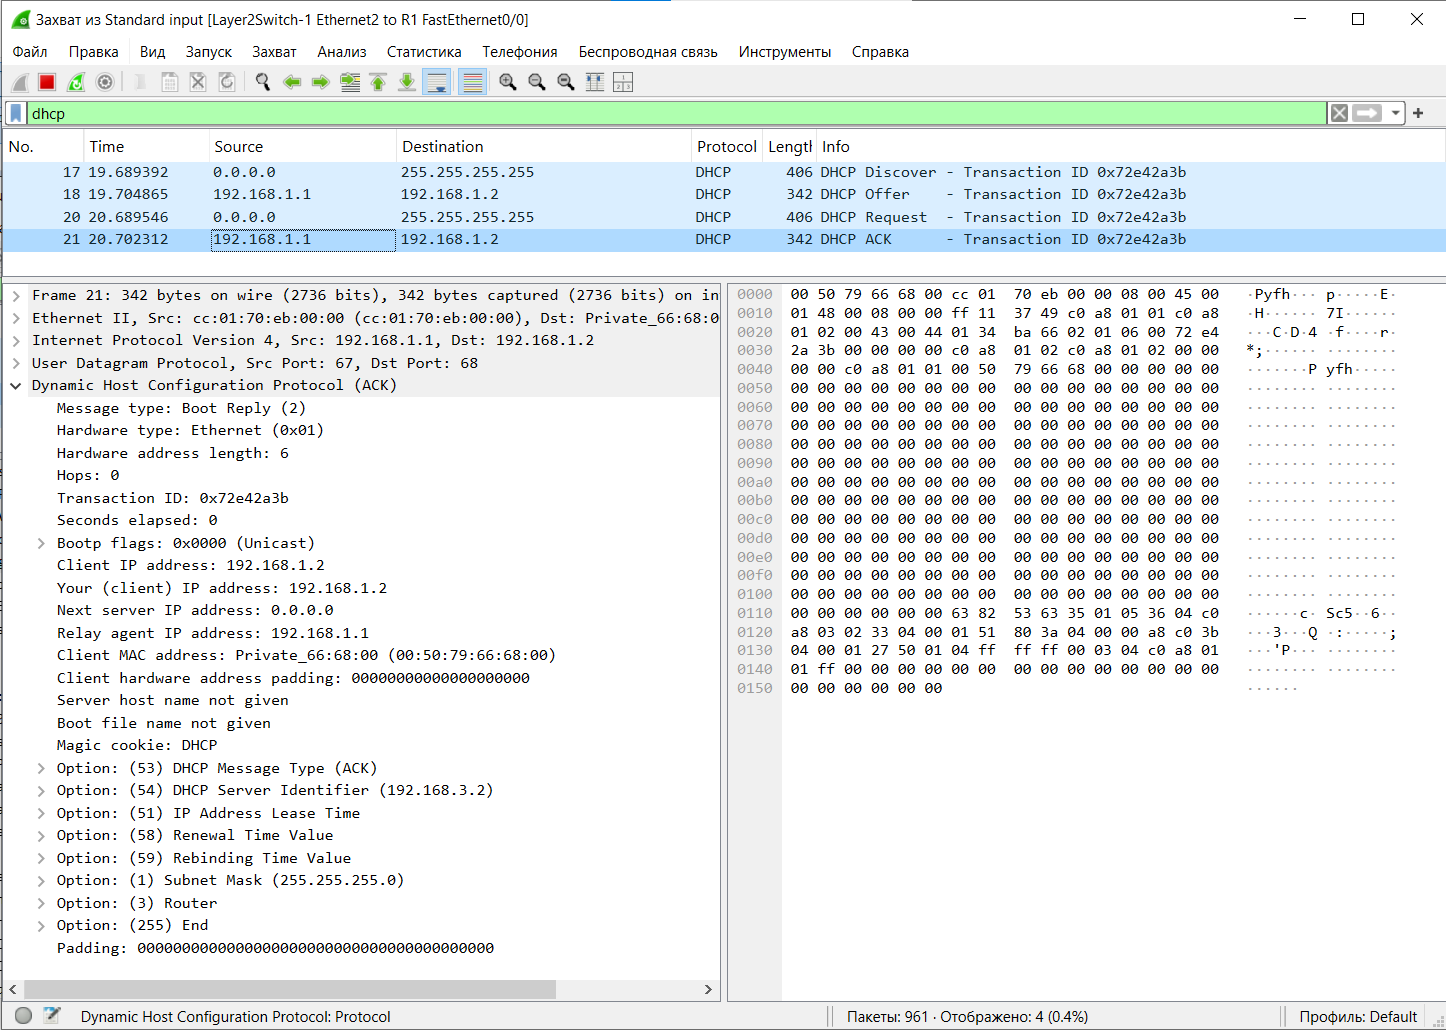 Захват из Standard input [Layer2Switch-1 Ethernet2 to R1 FastEthernet0/0]
Файл Правка Вид Запуск Захват Анализ Статистика Телефония Беспроводная связь Инструменты Справка
dhcp
No. Time Source Destination Protocol Lengtl Info
17 19.689392 0.0.0.0 255.255.255.255 DHCP 406 DHCP Discover - Transaction ID 0x72e42a3b
18 19.704865 192.168.1.1 192.168.1.2 DHCP 342 DHCP Offer - Transaction ID 0x72e42a3b
20 20.689546 0.0.0.0 255.255.255.255 DHCP 406 DHCP Request - Transaction ID 0x72e42a3b
21 20.702312 192.168.1.1 192.168.1.2 DHCP 342 DHCP ACK - Transaction ID 0x72e42a3b
Frame 21: 342 bytes on wire (2736 bits), 342 bytes captured (2736 bits) on in
Ethernet II, Src: cc:01:70:eb:00:00 (cc:01:70:eb:00:00), Dst: Private_66:68:0
Internet Protocol Version 4, Src: 192.168.1.1, Dst: 192.168.1.2
User Datagram Protocol, Src Port: 67, Dst Port: 68
Dynamic Host Configuration Protocol (ACK)
Message type: Boot Reply (2)
Hardware type: Ethernet (0x01)
Hardware address length: 6
Hops: 0
Transaction ID: 0x72e42a3b
Seconds elapsed: 0
Bootp flags: 0x0000 (Unicast)
Client IP address: 192.168.1.2
Your (client) IP address: 192.168.1.2
Next server IP address: 0.0.0.0
Relay agent IP address: 192.168.1.1
Client MAC address: Private_66:68:00 (00:50:79:66:68:00)
Client hardware address padding: 00000000000000000000
Server host name not given
Boot file name not given
Magic cookie: DHCP
Option: (53) DHCP Message Type (ACK)
Option: (54) DHCP Server Identifier (192.168.3.2)
Option: (51) IP Address Lease Time
Option: (58) Renewal Time Value
Option: (59) Rebinding Time Value
Option: (1) Subnet Mask (255.255.255.0)
Option: (3) Router
Option: (255) End
Padding: 0000000000000000000000000000000000000000
0000 00 50 79 66 68 00 cc 01 70 eb 00 00 08 00 45 00 ·Pyfh··· p·····E·
0010 01 48 00 08 00 00 ff 11 37 49 c0 a8 01 01 c0 a8 ·H······ 7I······
0020 01 02 00 43 00 44 01 34 ba 66 02 01 06 00 72 e4 ···C·D·4 ·f····r·
0030 2a 3b 00 00 00 00 c0 a8 01 02 c0 a8 01 02 00 00 *;······ ········
0040 00 00 c0 a8 01 01 00 50 79 66 68 00 00 00 00 00 ·······P yfh·····
0050 00 00 00 00 00 00 00 00 00 00 00 00 00 00 00 00 ········ ········
0060 00 00 00 00 00 00 00 00 00 00 00 00 00 00 00 00 ········ ········
0070 00 00 00 00 00 00 00 00 00 00 00 00 00 00 00 00 ········ ········
0080 00 00 00 00 00 00 00 00 00 00 00 00 00 00 00 00 ········ ········
0090 00 00 00 00 00 00 00 00 00 00 00 00 00 00 00 00 ········ ········
00a0 00 00 00 00 00 00 00 00 00 00 00 00 00 00 00 00 ········ ········
00b0 00 00 00 00 00 00 00 00 00 00 00 00 00 00 00 00 ········ ········
00c0 00 00 00 00 00 00 00 00 00 00 00 00 00 00 00 00 ········ ········
00d0 00 00 00 00 00 00 00 00 00 00 00 00 00 00 00 00 ········ ········
00e0 00 00 00 00 00 00 00 00 00 00 00 00 00 00 00 00 ········ ········
00f0 00 00 00 00 00 00 00 00 00 00 00 00 00 00 00 00 ········ ········
0100 00 00 00 00 00 00 00 00 00 00 00 00 00 00 00 00 ········ ········
0110 00 00 00 00 00 00 63 82 53 63 35 01 05 36 04 c0 ······c· Sc5··6··
0120 a8 03 02 33 04 00 01 51 80 3a 04 00 00 a8 c0 3b ···3···Q ·:·····;
0130 04 00 01 27 50 01 04 ff ff ff 00 03 04 c0 a8 01 ···'P··· ········
0140 01 ff 00 00 00 00 00 00 00 00 00 00 00 00 00 00 ········ ········
0150 00 00 00 00 00 00 ······
Dynamic Host Configuration Protocol: Protocol Пакеты: 961 · Отображено: 4 (0.4%) Профиль: Default